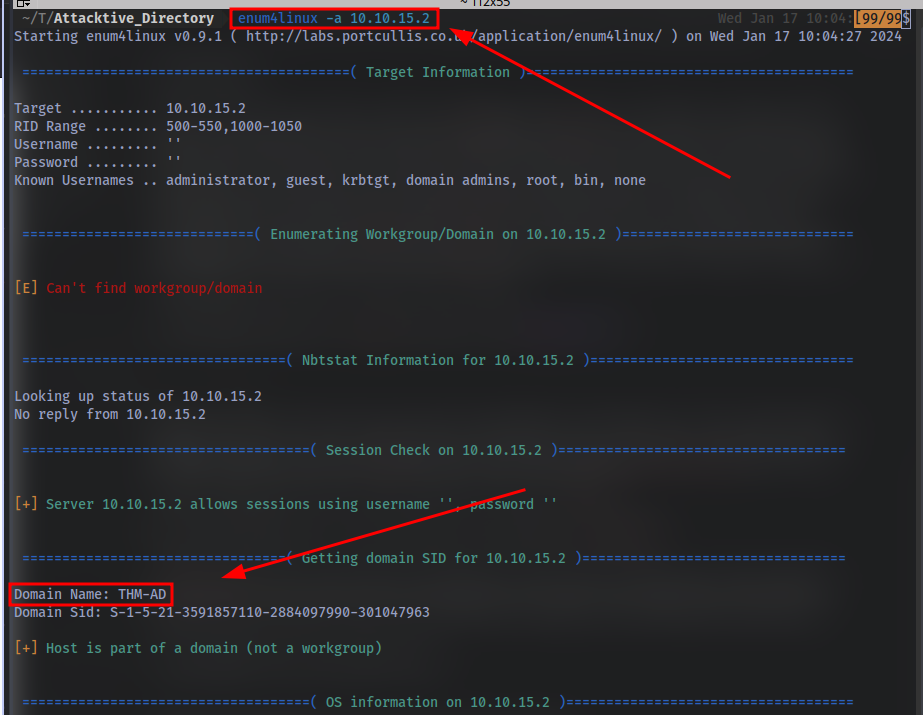 ~ 112x55
~/T/Attacktive_Directory enum4linux -a 10.10.15.2 Wed Jan 17 10:04: [99/99$
Starting enum4linux v0.9.1 ( http://labs.portcullis.co.uk/application/enum4linux/ ) on Wed Jan 17 10:04:27 2024
=========================================( Target Information )=========================================
Target ........... 10.10.15.2
RID Range ........ 500-550,1000-1050
Username ......... ''
Password ......... ''
Known Usernames .. administrator, guest, krbtgt, domain admins, root, bin, none
=============================( Enumerating Workgroup/Domain on 10.10.15.2 )=============================
[E] Can't find workgroup/domain
=================================( Nbtstat Information for 10.10.15.2 )=================================
Looking up status of 10.10.15.2
No reply from 10.10.15.2
====================================( Session Check on 10.10.15.2 )====================================
[+] Server 10.10.15.2 allows sessions using username '', password ''
=================================( Getting domain SID for 10.10.15.2 )=================================
Domain Name: THM-AD
Domain Sid: S-1-5-21-3591857110-2884097990-301047963
[+] Host is part of a domain (not a workgroup)
====================================( OS information on 10.10.15.2 )====================================